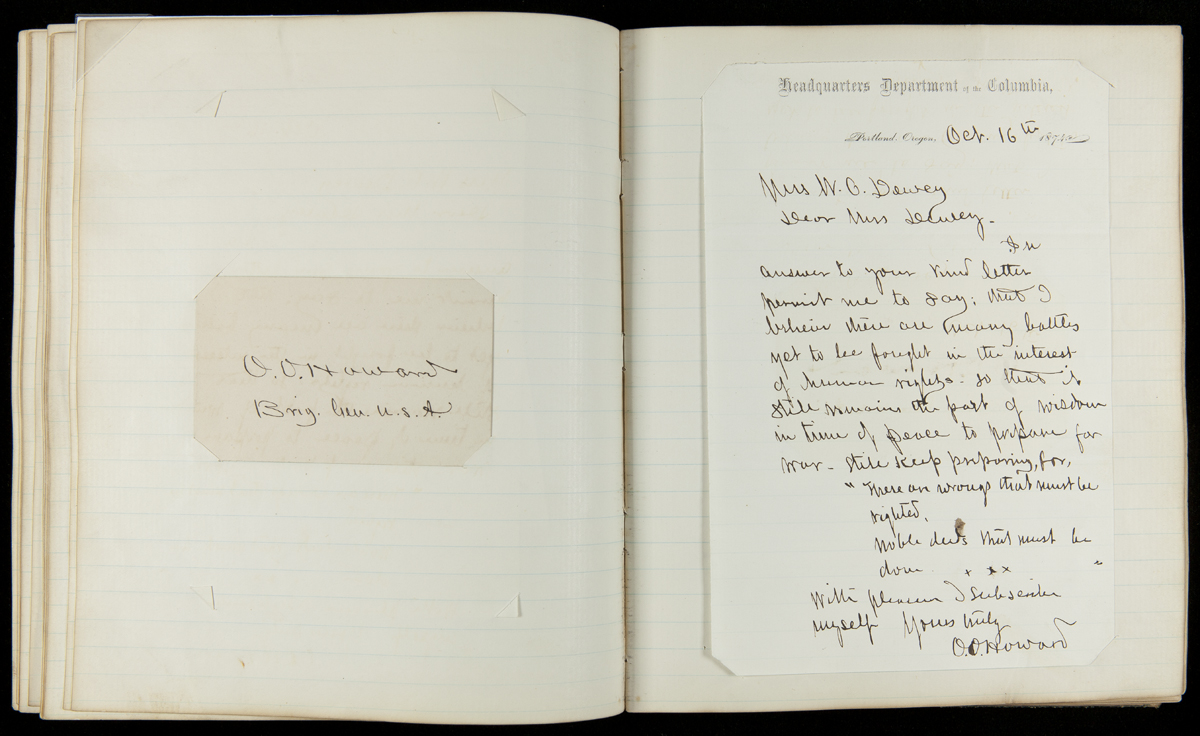 O. O. Howard
Brig. Gen. U.S.A.
Headquarters Department of the Columbia,
Portland, Oregon, Oct. 16th 187
Mrs W. O. Dewey
Dear Mrs Dewey.
In
answer to your kind letter
permit me to say; that I
believe there are many battles
yet to be fought in the interest
of human rights - so that it
still remains the part of wisdom
in time of peace to prepare for
war - still keep preparing, for,
"There are wrongs that must be
righted,
Noble deeds that must be
done. x x x "
With pleasure I subscribe
myself Yours truly
O.O. Howard